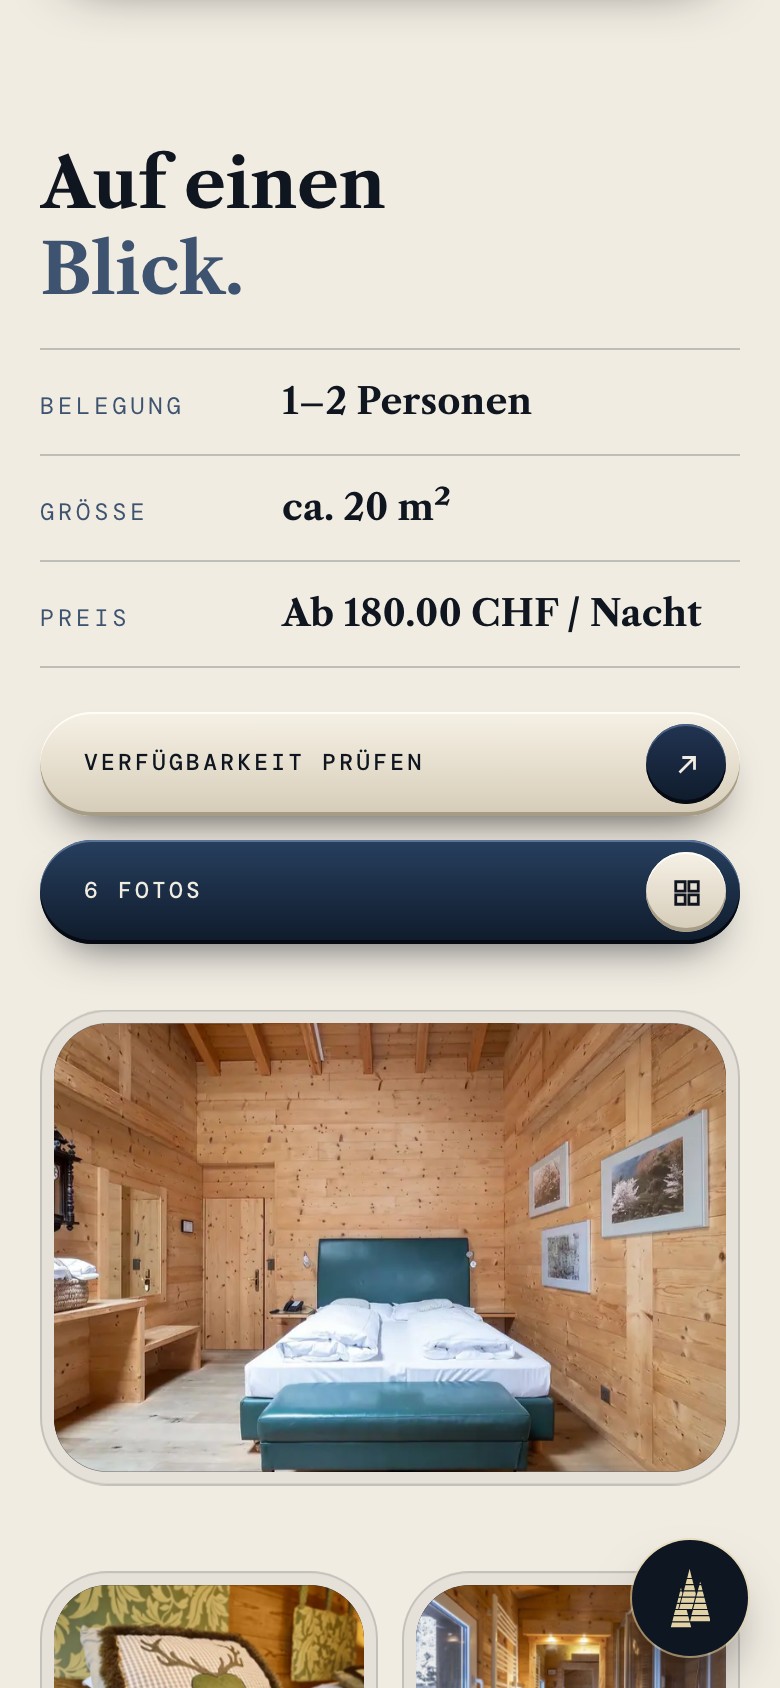 Auf einen
Blick.
BELEGUNG 1–2 Personen
GRÖSSE ca. 20 m²
PREIS Ab 180.00 CHF / Nacht
VERFÜGBARKEIT PRÜFEN
6 FOTOS